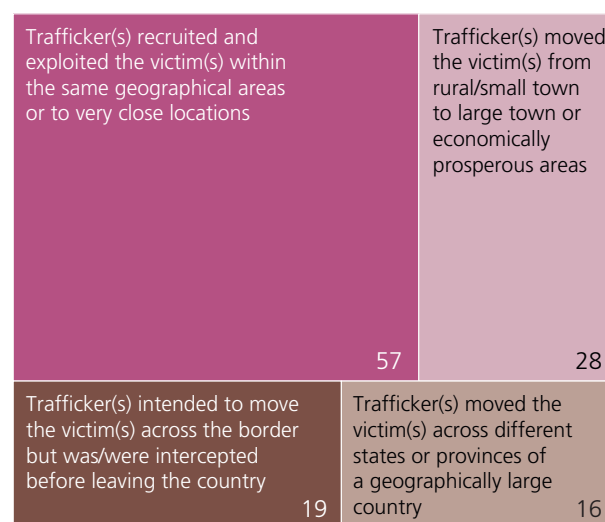 Trafficker(s) recruited and
exploited the victim(s) within
the same geographical areas
or to very close locations
57
Trafficker(s) moved
the victim(s) from
rural/small town
to large town or
economically
prosperous areas
28
Trafficker(s) intended to move
the victim(s) across the border
but was/were intercepted
before leaving the country
19
Trafficker(s) moved the
victim(s) across different
states or provinces of
a geographically large
country
16